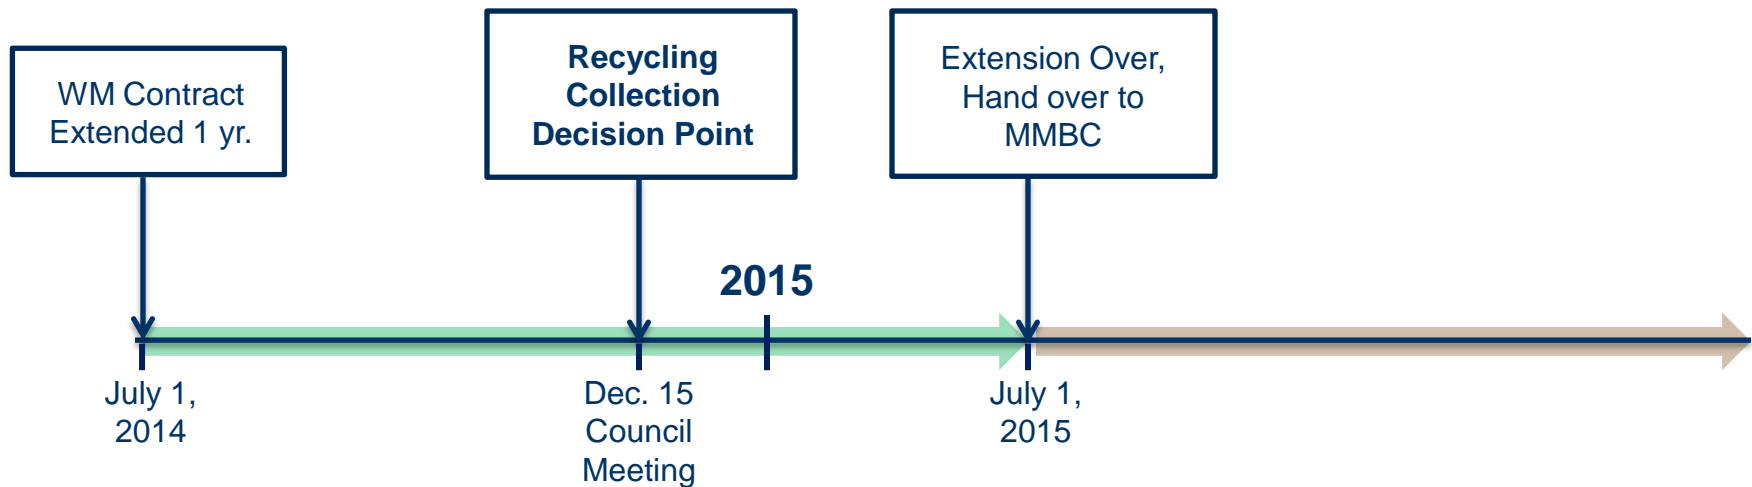 WM Contract
Extended 1 yr.
Recycling
Collection
Decision Point
Extension Over,
Hand over to
MMBC
2015
July 1,
2014
Dec. 15
Council
Meeting
July 1,
2015